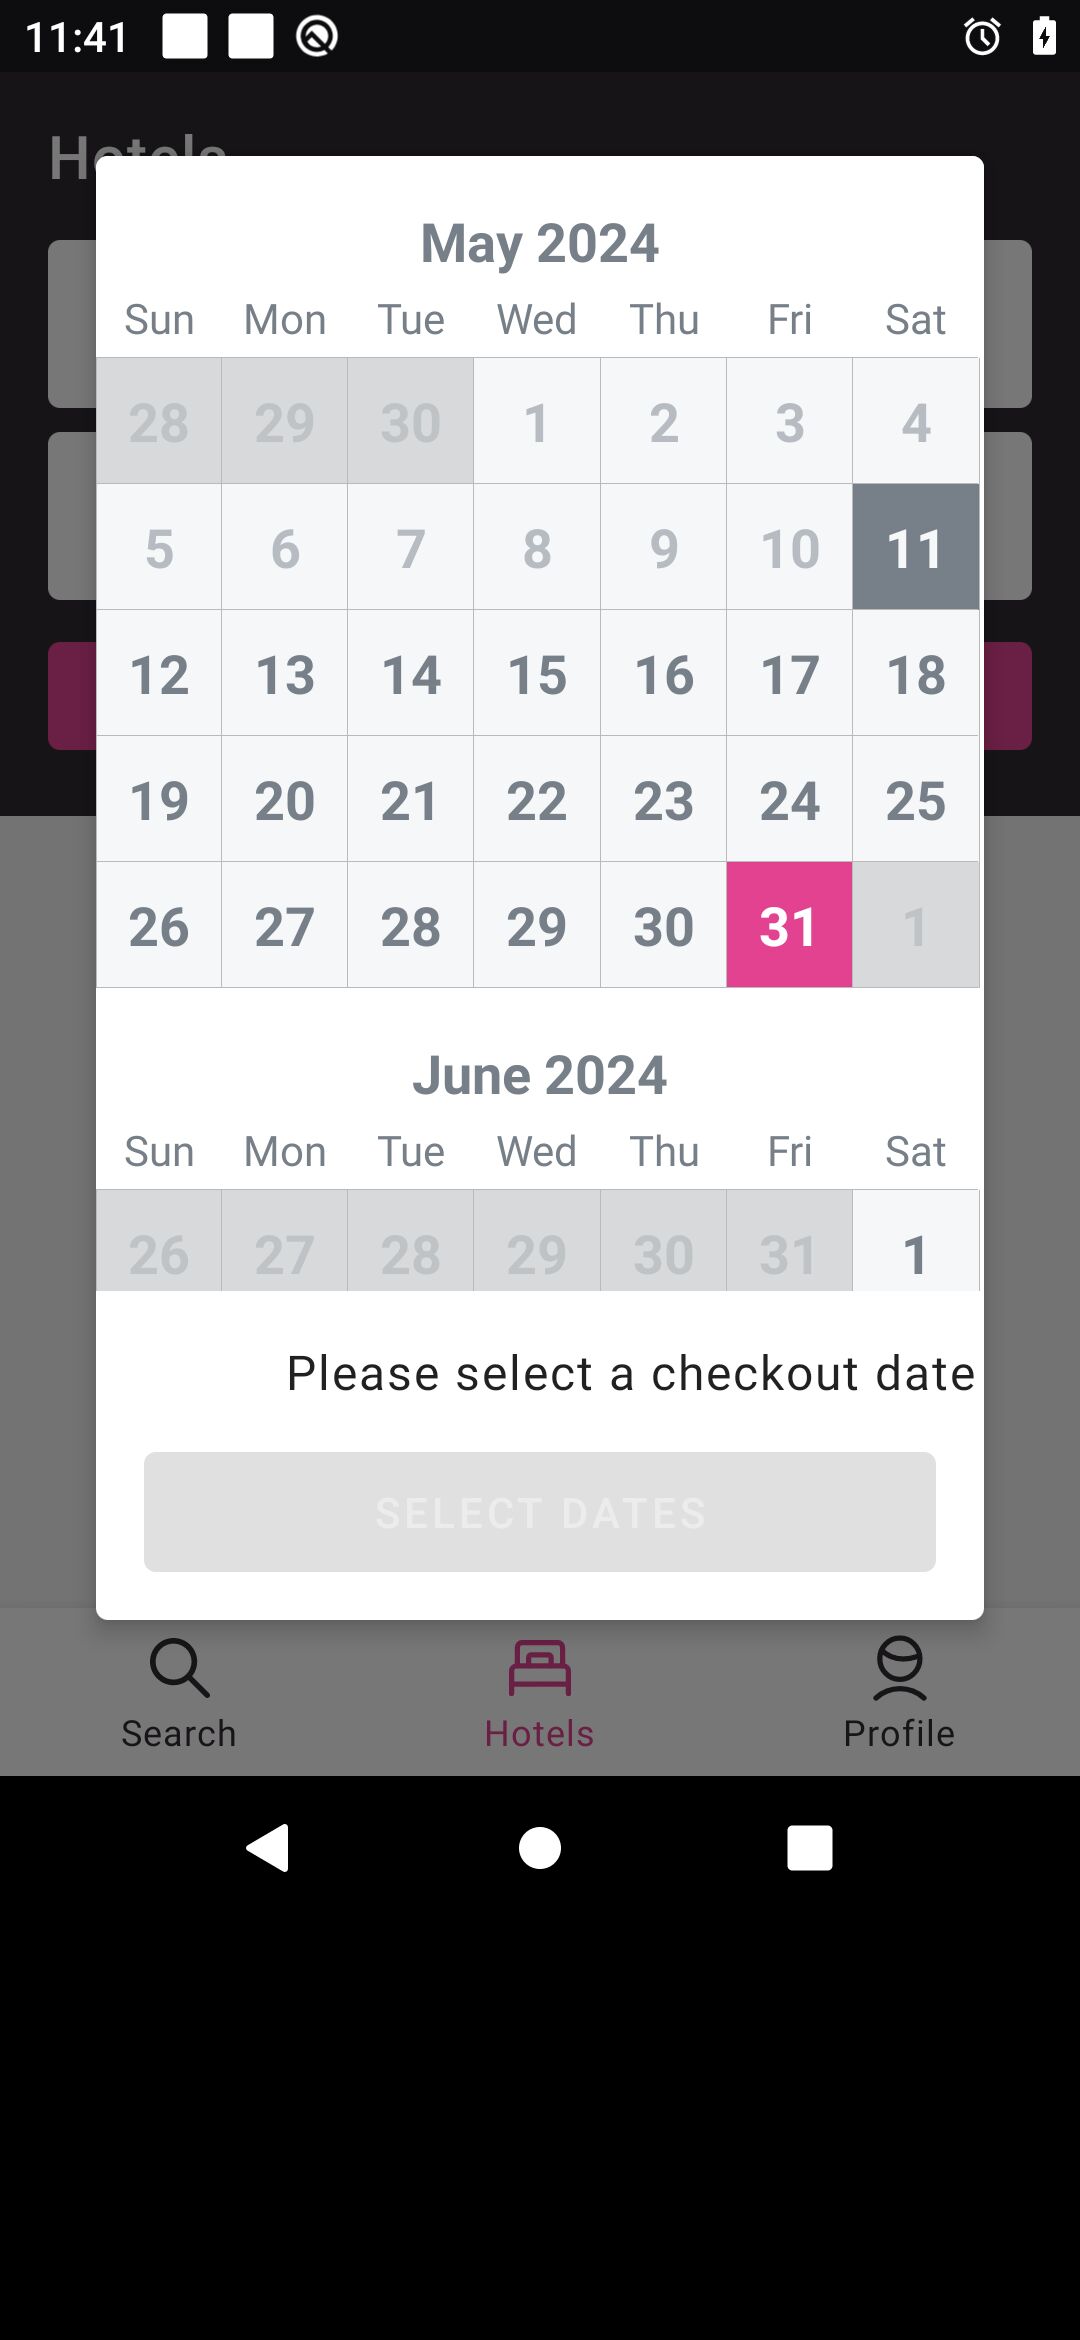 11:41
Hotels
May 2024
Sun Mon Tue Wed Thu Fri Sat
28 29 30 1 2 3 4
5 6 7 8 9 10 11
12 13 14 15 16 17 18
19 20 21 22 23 24 25
26 27 28 29 30 31 1
June 2024
Sun Mon Tue Wed Thu Fri Sat
26 27 28 29 30 31 1
Please select a checkout date
SELECT DATES
Search Hotels Profile